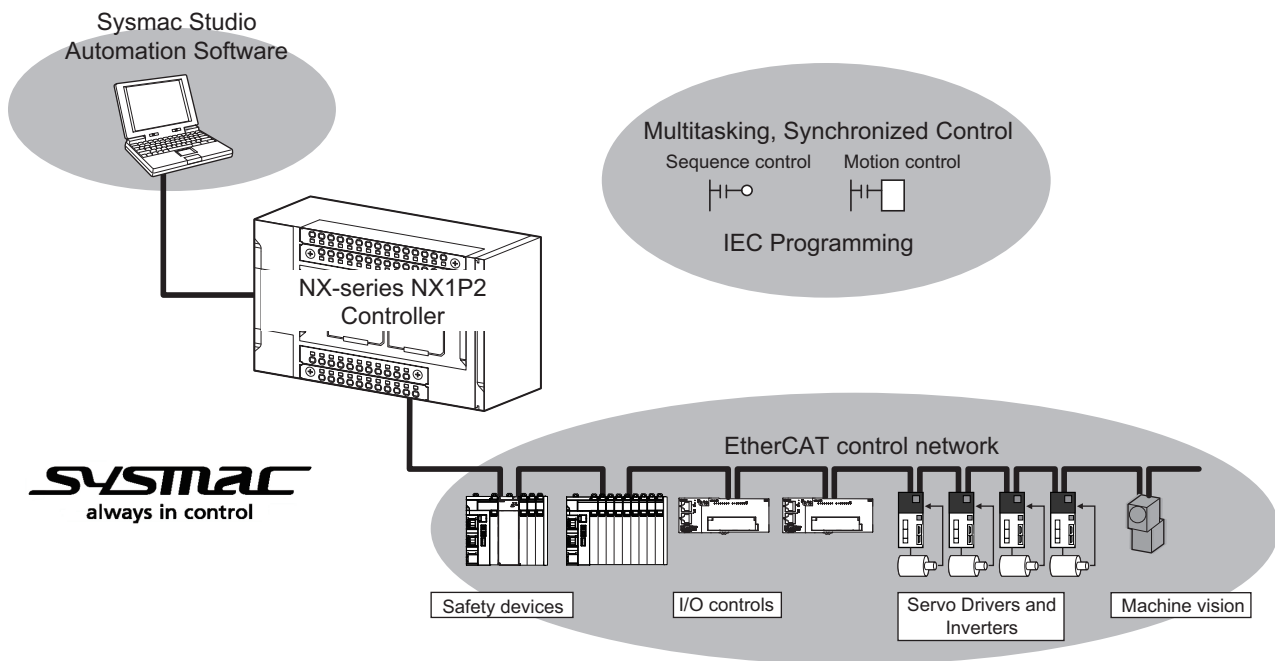 Sysmac Studio
Automation Software
Multitasking, Synchronized Control
Sequence control
Motion control
IEC Programming
NX-series NX1P2
Controller
EtherCAT control network
sysmac
always in control
Safety devices
I/O controls
Servo Drivers and
Inverters
Machine vision